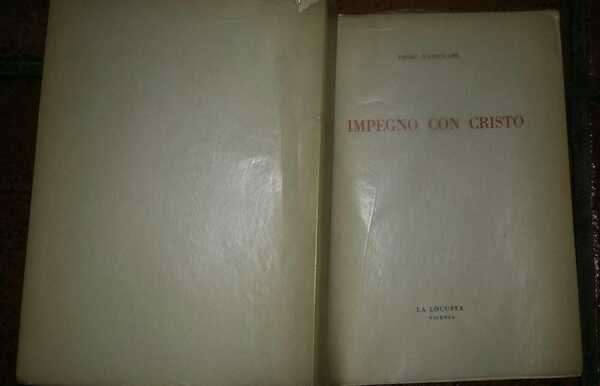 IMPEGNO CON CRISTO
LA LOCUSTA
VICENZA